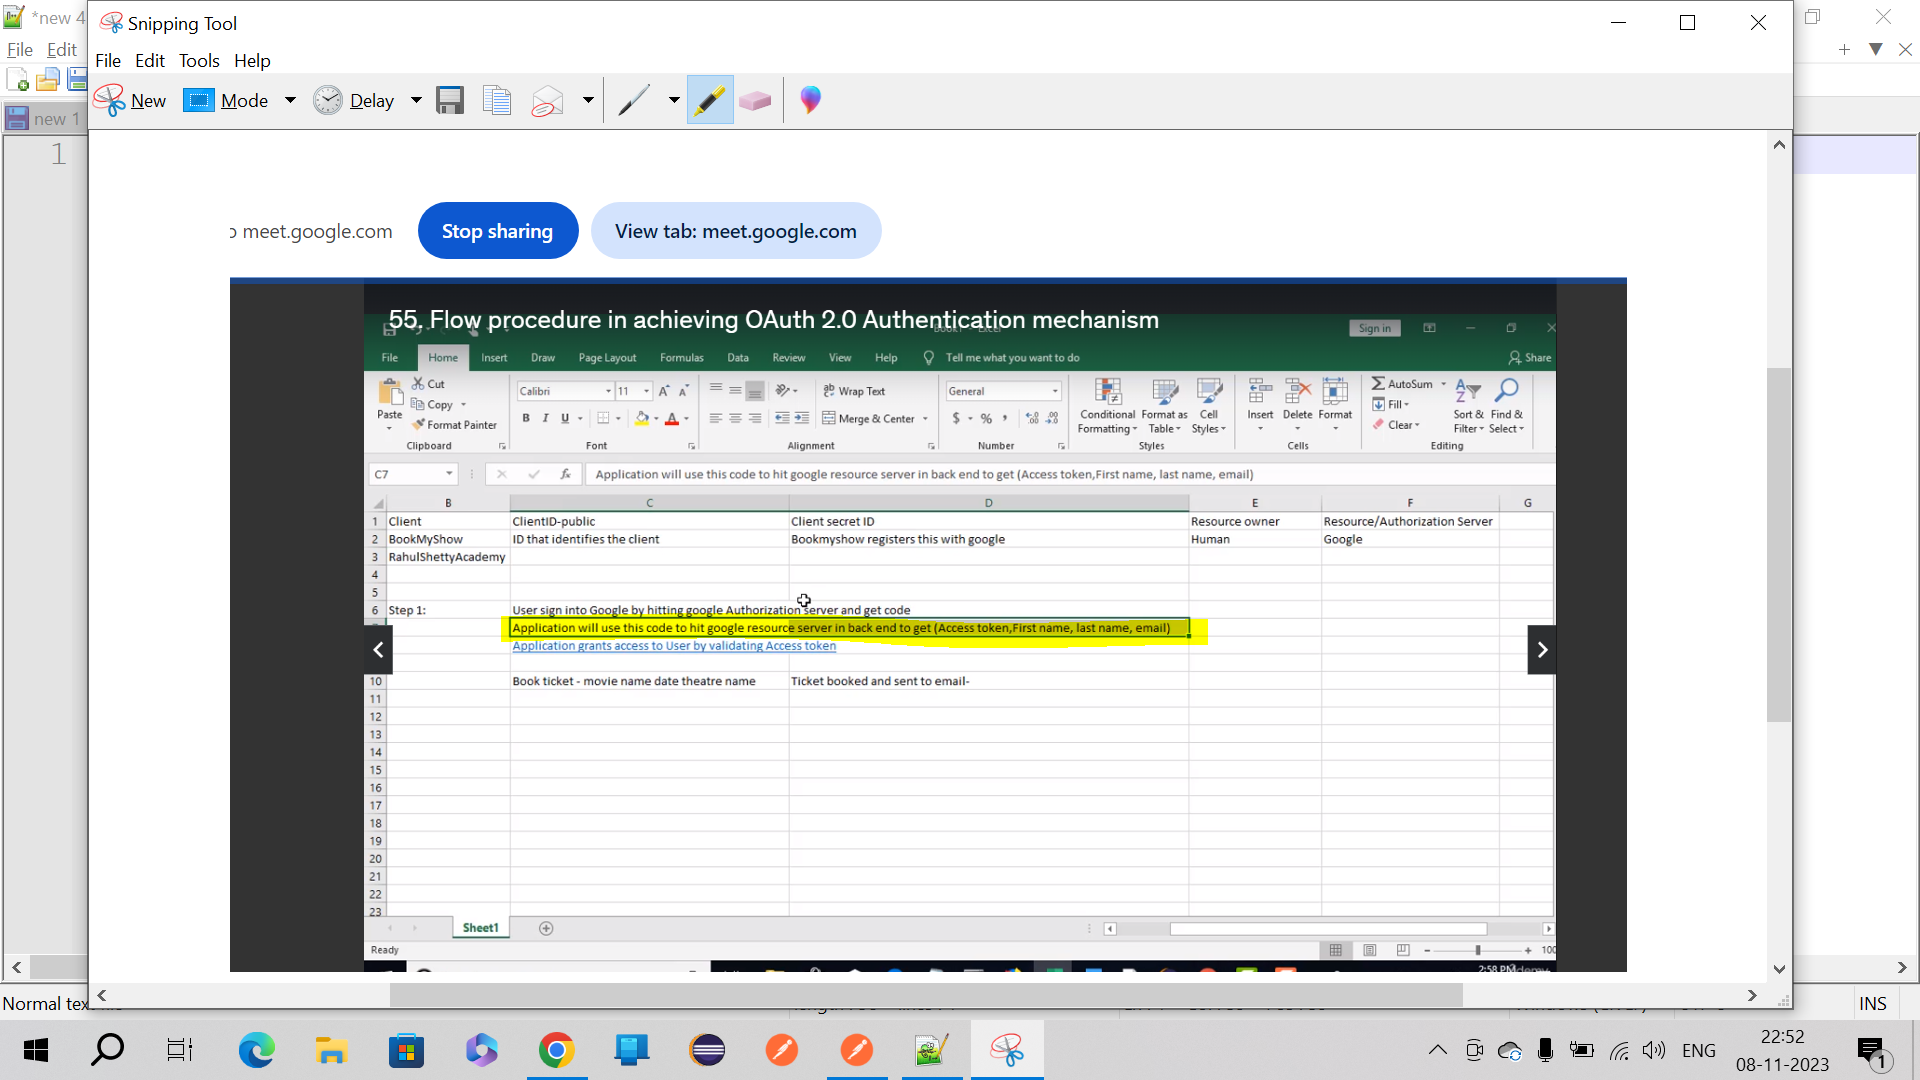 *new 4
Snipping Tool
File Edit
File Edit Tools Help
New Mode Delay
new 1
1
meet.google.com Stop sharing View tab: meet.google.com
55. Flow procedure in achieving OAuth 2.0 Authentication mechanism
Sign in
File Home Insert Draw Page Layout Formulas Data Review View Help Tell me what you want to do Share
Paste Cut Copy Format Painter
Clipboard
Calibri 11
B I U
Font
Wrap Text
Merge & Center
Alignment
General
$ % ,
Number
Conditional Formatting Format as Table Cell Styles
Styles
Insert Delete Format
Cells
AutoSum
Fill
Clear
Sort & Filter Find & Select
Editing
C7 fx Application will use this code to hit google resource server in back end to get (Access token,First name, last name, email)
B C D E F G
1 Client ClientID-public Client secret ID Resource owner Resource/Authorization Server
2 BookMyShow ID that identifies the client Bookmyshow registers this with google Human Google
3 RahulShettyAcademy
4
5
6 Step 1: User sign into Google by hitting google Authorization server and get code
Application will use this code to hit google resource server in back end to get (Access token,First name, last name, email)
Application grants access to User by validating Access token
10 Book ticket - movie name date theatre name Ticket booked and sent to email-
11
12
13
14
15
16
17
18
19
20
21
22
23
Sheet1
Ready
2:58 PM
Normal text file
INS
ENG
22:52
08-11-2023
1